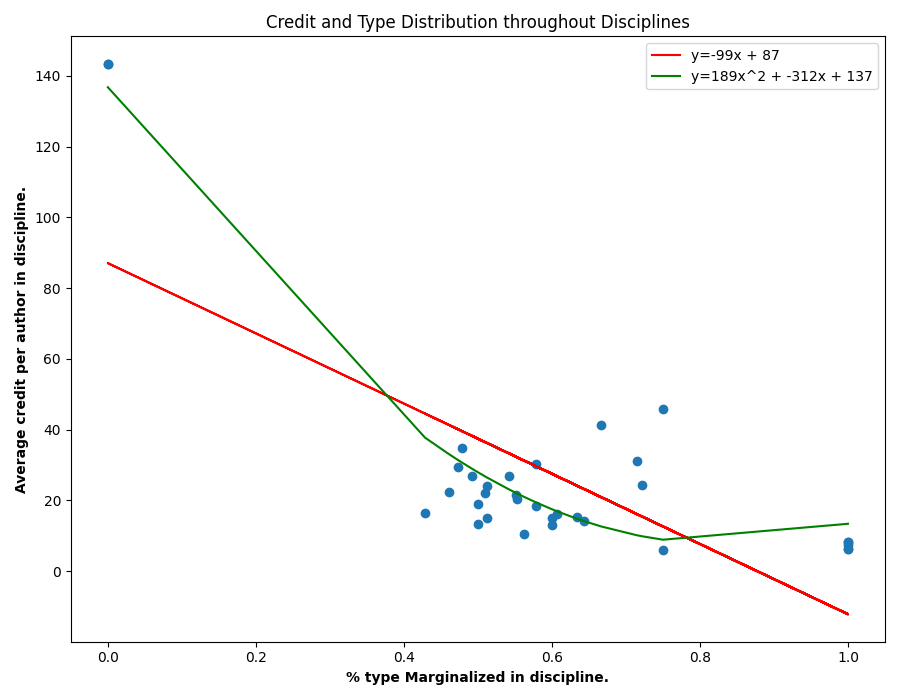 Credit and Type Distribution throughout Disciplines
y=-99x + 87
y=189x^2 + -312x + 137
140
120
100
80
60
40
20
0
Average credit per author in discipline.
0.0 0.2 0.4 0.6 0.8 1.0
% type Marginalized in discipline.